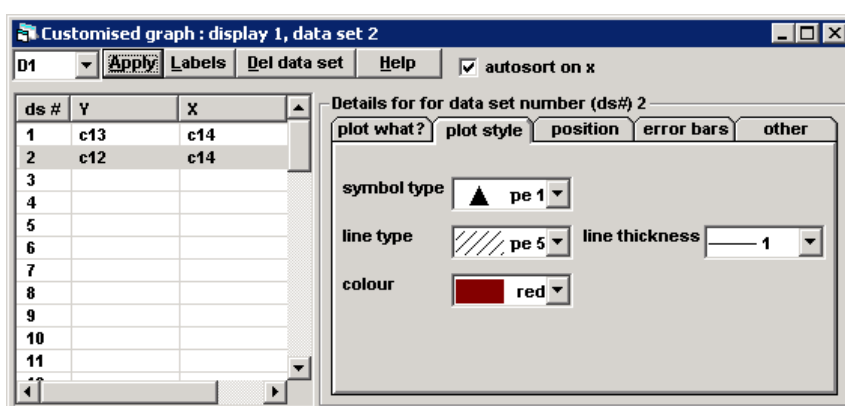 Customised graph : display 1, data set 2
D1 Apply Labels Del data set Help autosort on x
ds # Y X
1 c13 c14
2 c12 c14
3
4
5
6
7
8
9
10
11
Details for for data set number (ds#) 2
plot what? plot style position error bars other
symbol type pe 1
line type pe 5 line thickness 1
colour red